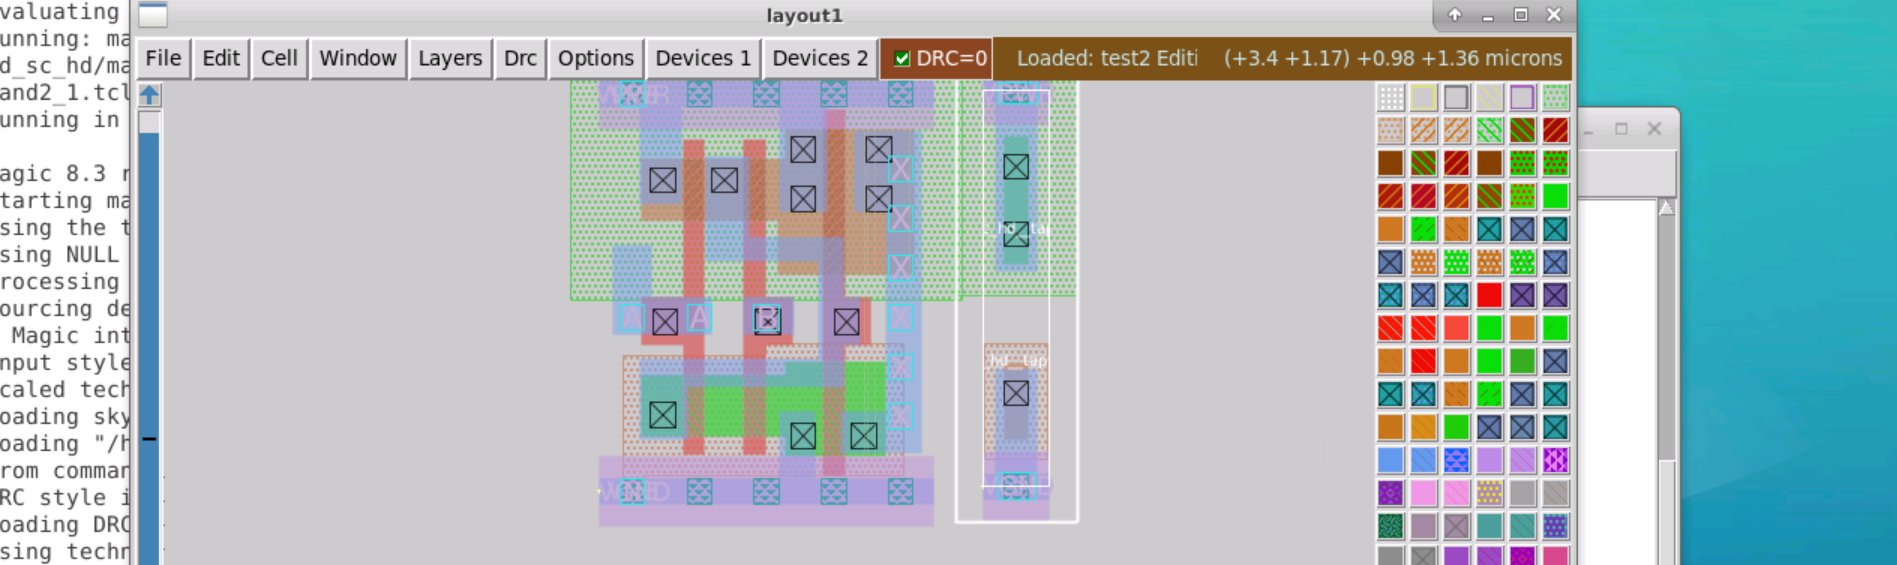 layout1
File Edit Cell Window Layers Drc Options Devices 1 Devices 2 DRC=0 Loaded: test2 Editi (+3.4 +1.17) +0.98 +1.36 microns
valuating
unning: ma
d_sc_hd/ma
and2_1.tcl
unning in
agic 8.3 r
tarting ma
sing the t
sing NULL
rocessing
ourcing de
Magic int
nput style
caled tech
oading sky
oading "/h
rom comman
RC style i
oading DRC
sing techn
hd__tap
A A B X
X
X
X
X
X
X
hd__tap